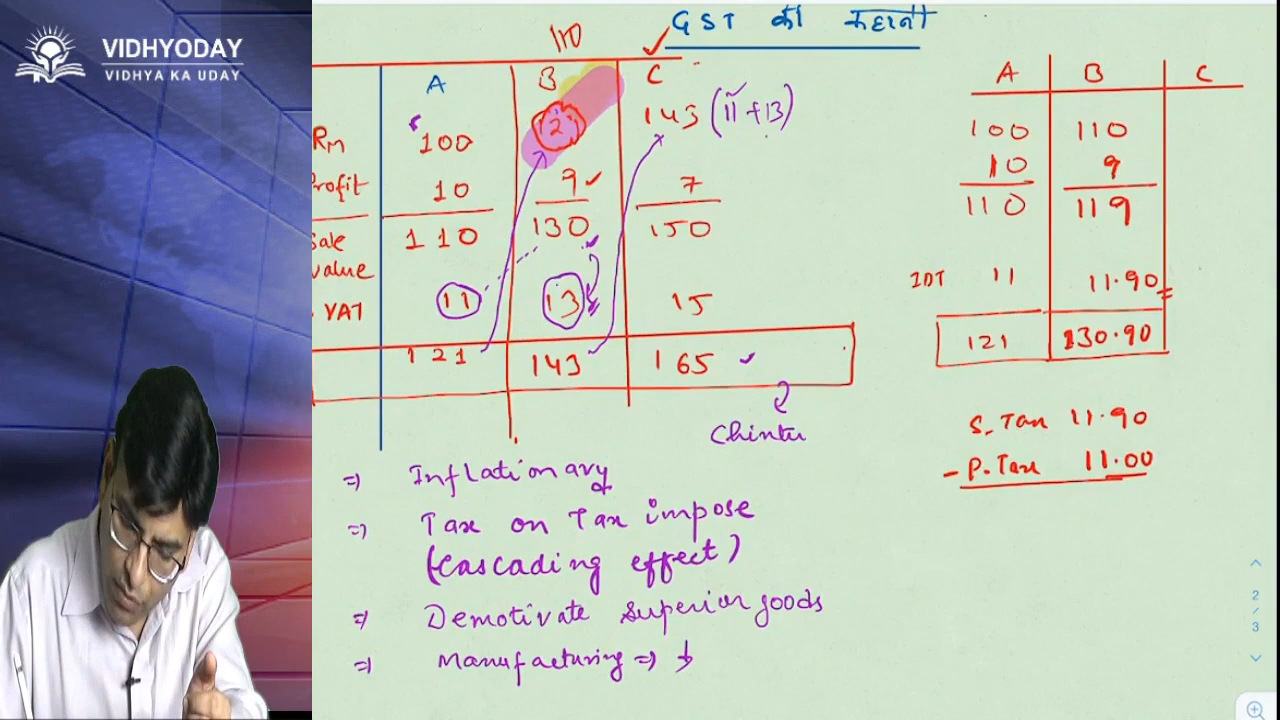 VIDHYODAY
VIDHYA KA UDAY
GST की कहानी
110
A B C
RM 100 2 143 (11 + 13)
Profit 10 9 7
Sale value 110 130 150
VAT 11 13 15
121 143 165
Chintu
⇒ Inflationary
⇒ Tax on Tax impose
(Cascading effect)
⇒ Demotivate superior goods
⇒ Manufacturing ⇒ ↓
A B C
100 110
10 9
110 119
IDT 11 11.90
121 130.90
S. Tax 11.90
- P. Tax 11.00
2
/
3